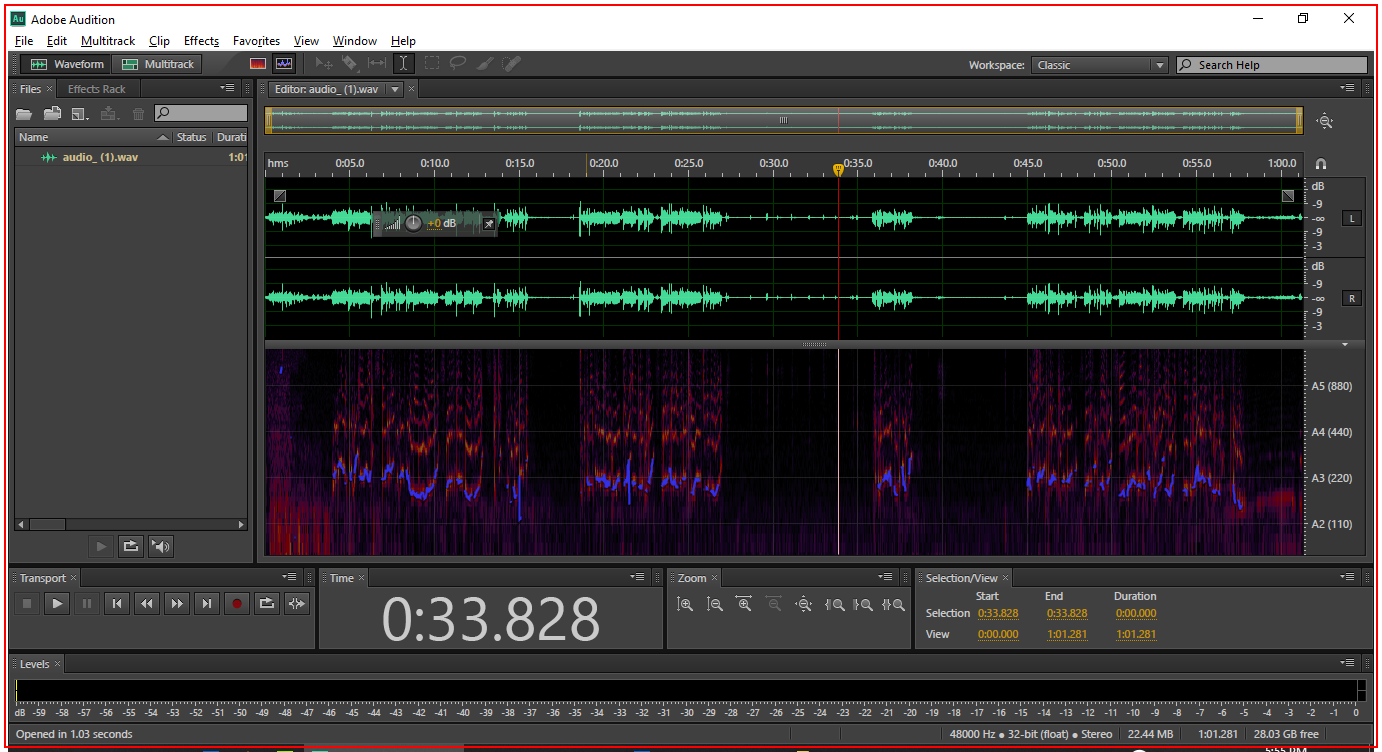 Au Adobe Audition
File Edit Multitrack Clip Effects Favorites View Window Help
Waveform Multitrack Workspace: Classic Search Help
Files × Effects Rack
Name Status Durati
audio_ (1).wav 1:01
Editor: audio_ (1).wav ×
hms 0:05.0 0:10.0 0:15.0 0:20.0 0:25.0 0:30.0 0:35.0 0:40.0 0:45.0 0:50.0 0:55.0 1:00.0
+0 dB
dB
-9
-∞ L
-9
-3
dB
-9
-∞ R
-9
-3
A5 (880)
A4 (440)
A3 (220)
A2 (110)
Transport ×
Time ×
0:33.828
Zoom ×
Selection/View ×
Start End Duration
Selection 0:33.828 0:33.828 0:00.000
View 0:00.000 1:01.281 1:01.281
Levels ×
dB -59 -58 -57 -56 -55 -54 -53 -52 -51 -50 -49 -48 -47 -46 -45 -44 -43 -42 -41 -40 -39 -38 -37 -36 -35 -34 -33 -32 -31 -30 -29 -28 -27 -26 -25 -24 -23 -22 -21 -20 -19 -18 -17 -16 -15 -14 -13 -12 -11 -10 -9 -8 -7 -6 -5 -4 -3 -2 -1 0
Opened in 1.03 seconds 48000 Hz ● 32-bit (float) ● Stereo 22.44 MB 1:01.281 28.03 GB free
5:55 PM